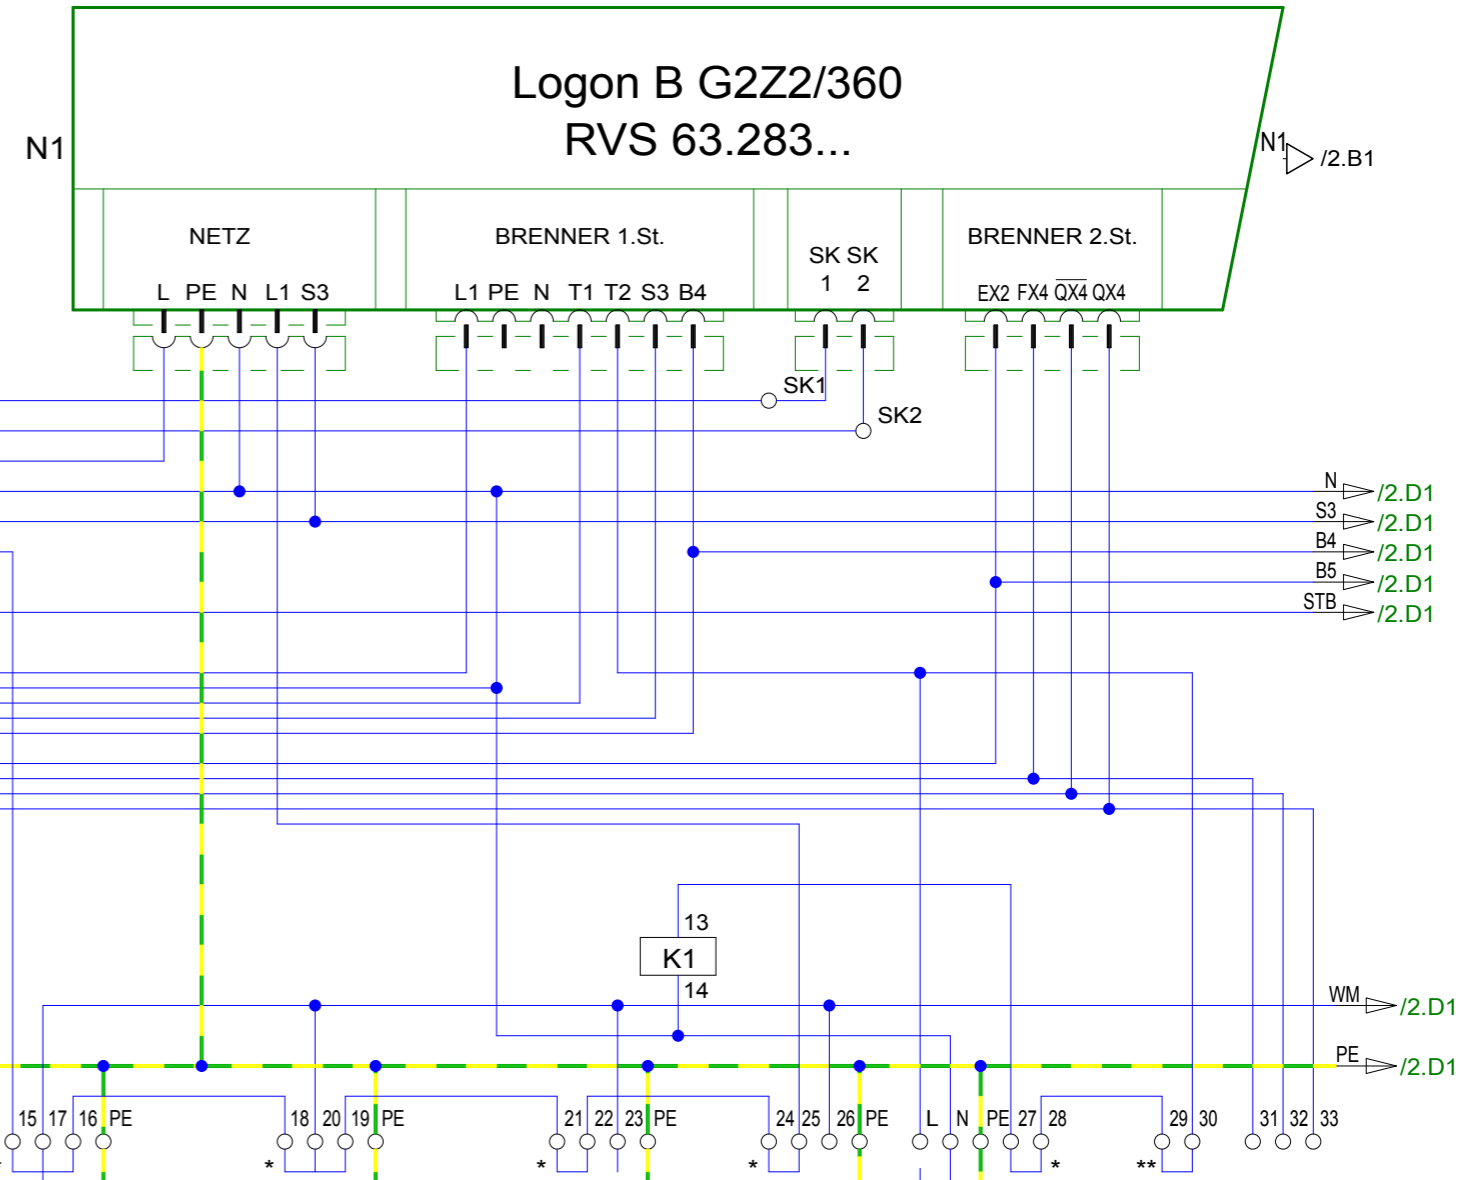 Logon B G2Z2/360
RVS 63.283...
N1
N1 /2.B1
NETZ
BRENNER 1.St.
BRENNER 2.St.
SK SK
1 2
L PE N L1 S3
L1 PE N T1 T2 S3 B4
EX2 FX4 QX4 QX4
SK1
SK2
N /2.D1
S3 /2.D1
B4 /2.D1
B5 /2.D1
STB /2.D1
13
K1
14
WM /2.D1
PE /2.D1
15 17 16 PE 18 20 19 PE 21 22 23 PE 24 25 26 PE L N PE 27 28 29 30 31 32 33
* * * * * **